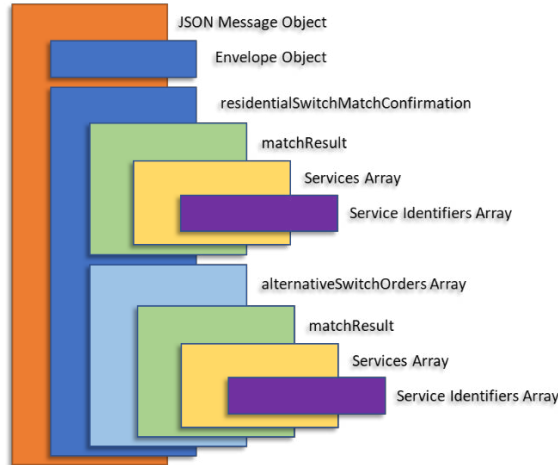 JSON Message Object
Envelope Object
residentialSwitchMatchConfirmation
matchResult
Services Array
Service Identifiers Array
alternativeSwitchOrders Array
matchResult
Services Array
Service Identifiers Array